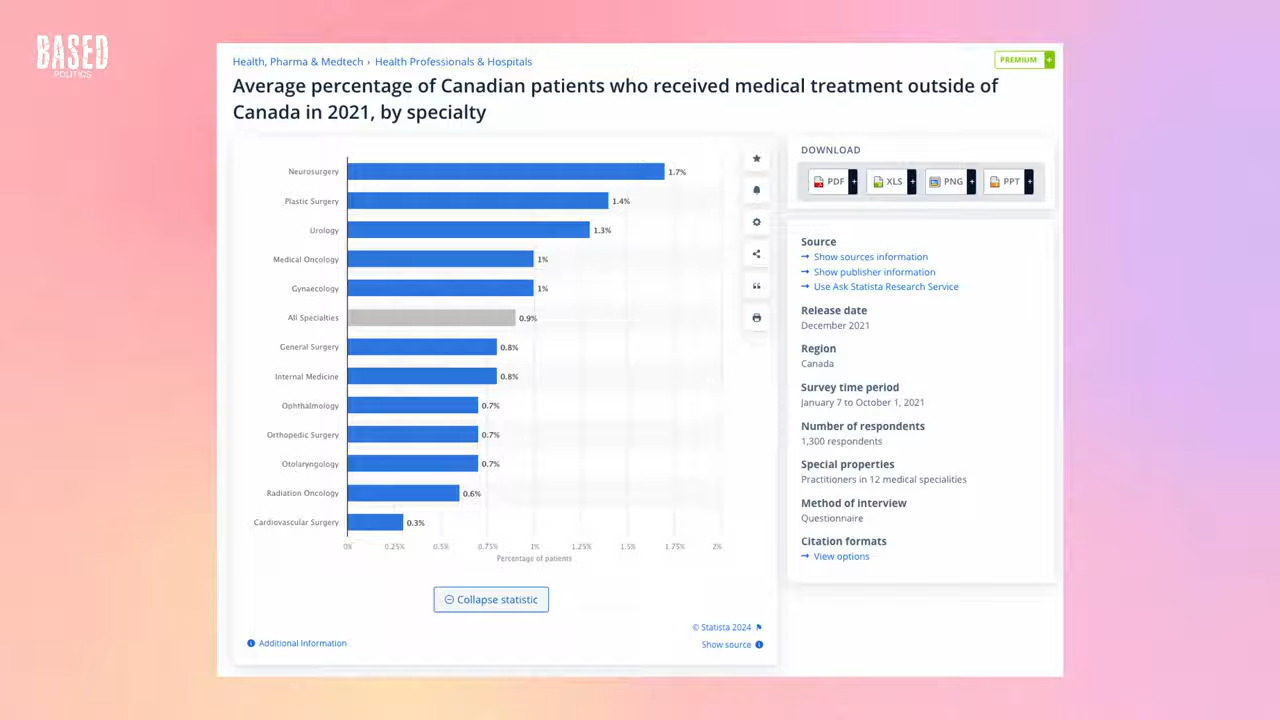 BASED
POLITICS
Health, Pharma & Medtech › Health Professionals & Hospitals
PREMIUM +
Average percentage of Canadian patients who received medical treatment outside of
Canada in 2021, by specialty
Neurosurgery 1.7%
Plastic Surgery 1.4%
Urology 1.3%
Medical Oncology 1%
Gynaecology 1%
All Specialties 0.9%
General Surgery 0.8%
Internal Medicine 0.8%
Ophthalmology 0.7%
Orthopedic Surgery 0.7%
Otolaryngology 0.7%
Radiation Oncology 0.6%
Cardiovascular Surgery 0.3%
0% 0.25% 0.5% 0.75% 1% 1.25% 1.5% 1.75% 2%
Percentage of patients
Collapse statistic
© Statista 2024
Additional Information
Show source
DOWNLOAD
PDF + XLS + PNG + PPT +
Source
→ Show sources information
→ Show publisher information
→ Use Ask Statista Research Service
Release date
December 2021
Region
Canada
Survey time period
January 7 to October 1, 2021
Number of respondents
1,300 respondents
Special properties
Practitioners in 12 medical specialities
Method of interview
Questionnaire
Citation formats
→ View options